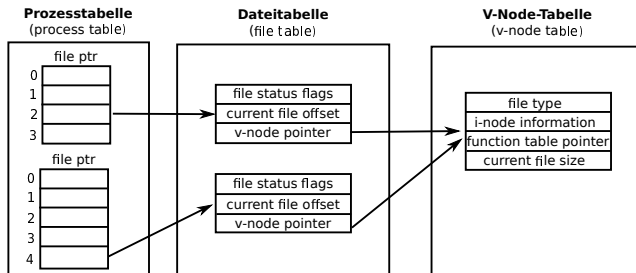 Prozesstabelle
(process table)
Dateitabelle
(file table)
V-Node-Tabelle
(v-node table)
file ptr
0
1
2
3
file ptr
0
1
2
3
4
file status flags
current file offset
v-node pointer
file status flags
current file offset
v-node pointer
file type
i-node information
function table pointer
current file size